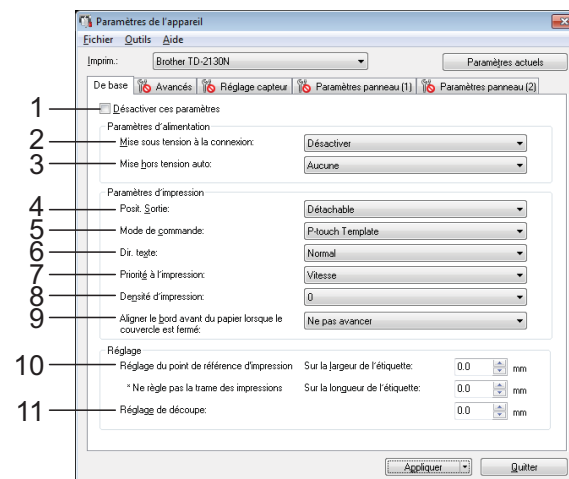 Paramètres de l'appareil
Fichier Outils Aide
Imprim.: Brother TD-2130N Paramètres actuels
De base Avancés Réglage capteur Paramètres panneau (1) Paramètres panneau (2)
1 Désactiver ces paramètres
Paramètres d'alimentation
2 Mise sous tension à la connexion: Désactiver
3 Mise hors tension auto: Aucune
Paramètres d'impression
4 Posit. Sortie: Détachable
5 Mode de commande: P-touch Template
6 Dir. texte: Normal
7 Priorité à l'impression: Vitesse
8 Densité d'impression: 0
9 Aligner le bord avant du papier lorsque le
couvercle est fermé: Ne pas avancer
Réglage
10 Réglage du point de référence d'impression Sur la largeur de l'étiquette: 0.0 mm
* Ne règle pas la trame des impressions Sur la longueur de l'étiquette: 0.0 mm
11 Réglage de découpe: 0.0 mm
Appliquer Quitter